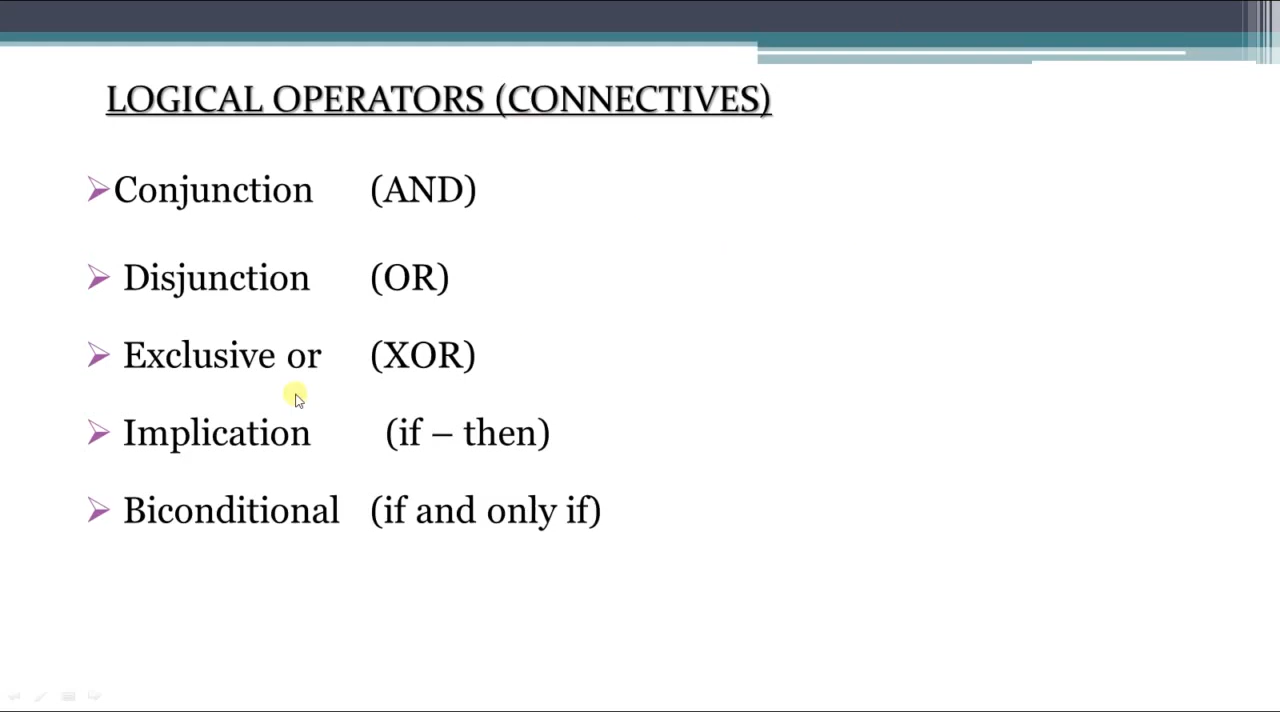 LOGICAL OPERATORS (CONNECTIVES)
Conjunction (AND)
Disjunction (OR)
Exclusive or (XOR)
Implication (if – then)
Biconditional (if and only if)